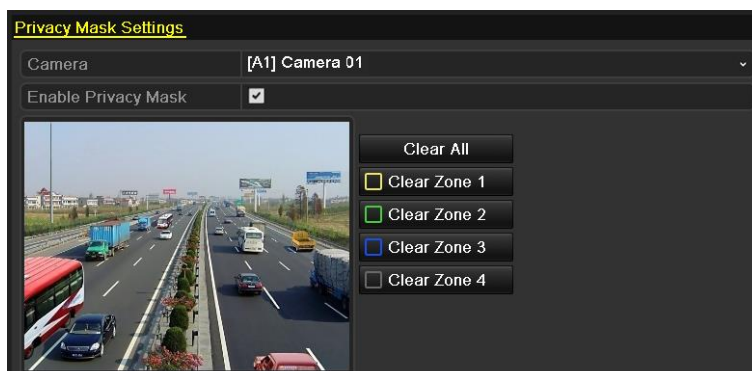 Privacy Mask Settings
Camera [A1] Camera 01
Enable Privacy Mask
Clear All
Clear Zone 1
Clear Zone 2
Clear Zone 3
Clear Zone 4